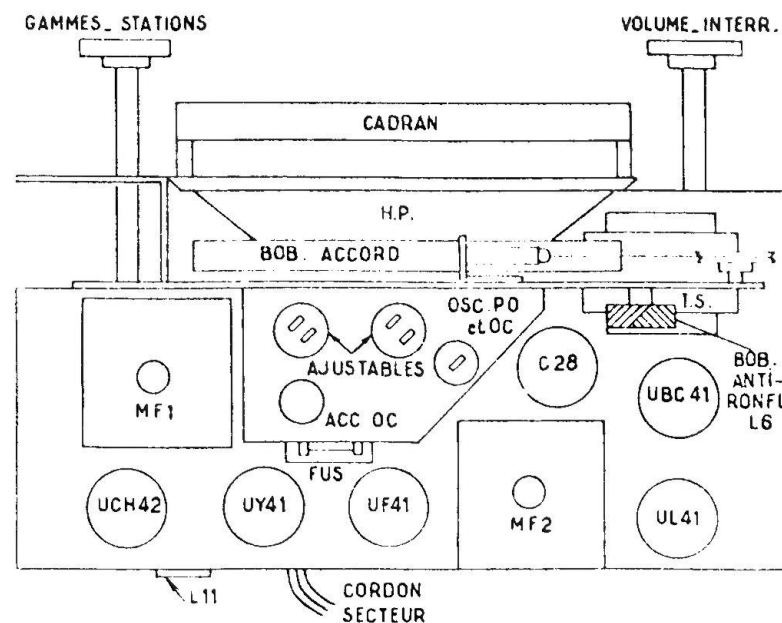 GAMMES_STATIONS
VOLUME_INTERR.
CADRAN
H.P.
BOB. ACCORD
OSC. PO
et OC
T.S.
AJUSTABLES
C28
BOB.
ANTI-
RONFL
L6
UBC41
MF1
ACC OC
FUS
UCH42
UY41
UF41
MF2
UL41
L11
CORDON
SECTEUR